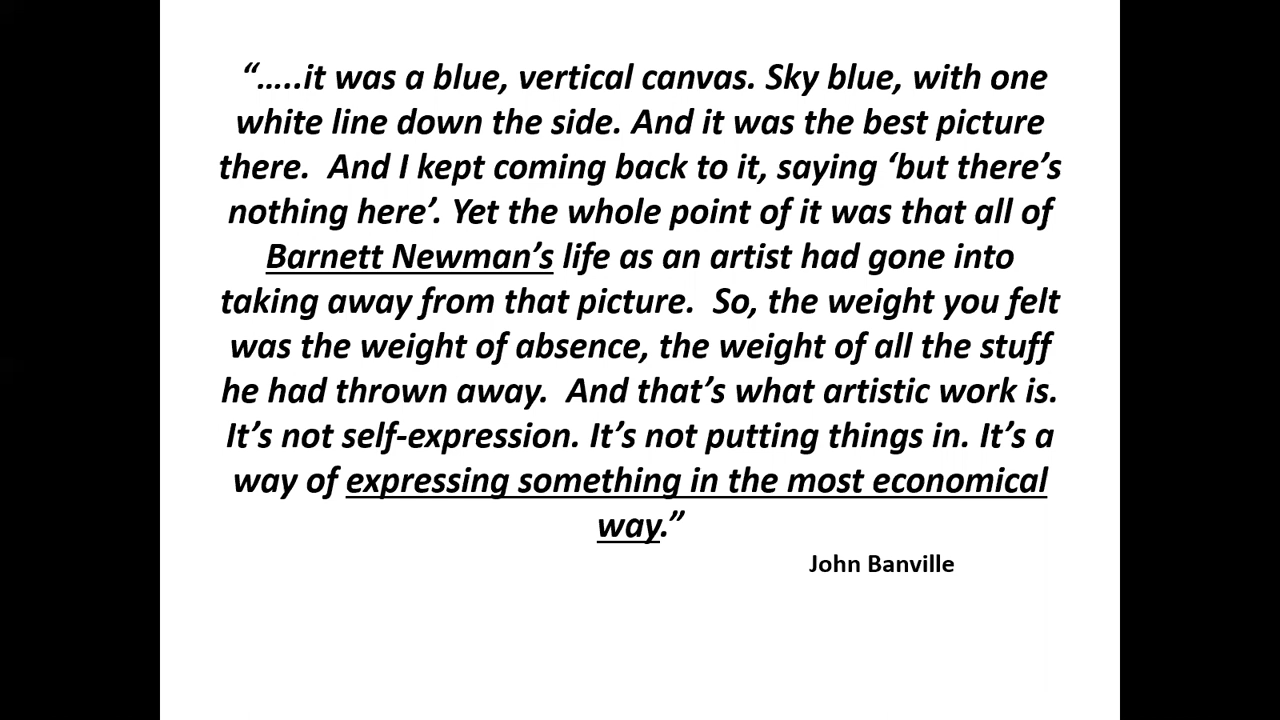 “…..it was a blue, vertical canvas. Sky blue, with one
white line down the side. And it was the best picture
there.  And I kept coming back to it, saying ‘but there’s
nothing here’. Yet the whole point of it was that all of
Barnett Newman’s life as an artist had gone into
taking away from that picture.  So, the weight you felt
was the weight of absence, the weight of all the stuff
he had thrown away.  And that’s what artistic work is.
It’s not self-expression. It’s not putting things in. It’s a
way of expressing something in the most economical
way.”
John Banville